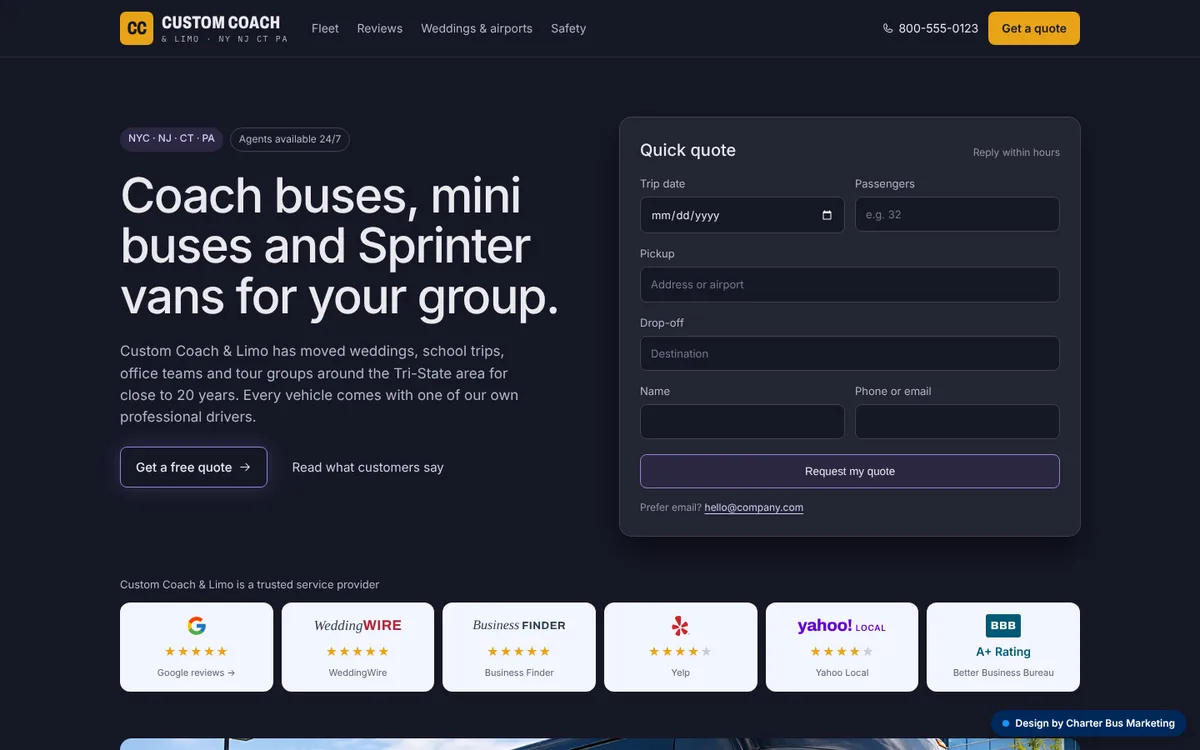 CC
CUSTOM COACH
& LIMO · NY NJ CT PA
Fleet
Reviews
Weddings & airports
Safety
800-555-0123
Get a quote
NYC · NJ · CT · PA
Agents available 24/7
Coach buses, mini
buses and Sprinter
vans for your group.
Custom Coach & Limo has moved weddings, school trips,
office teams and tour groups around the Tri-State area for
close to 20 years. Every vehicle comes with one of our own
professional drivers.
Get a free quote →
Read what customers say
Quick quote
Reply within hours
Trip date
Passengers
mm/dd/yyyy
e.g. 32
Pickup
Address or airport
Drop-off
Destination
Name
Phone or email
Request my quote
Prefer email? hello@company.com
Custom Coach & Limo is a trusted service provider
G
★★★★★
Google reviews →
WeddingWIRE
★★★★★
WeddingWire
Business FINDER
★★★★★
Business Finder
★★★★★
Yelp
yahoo! LOCAL
★★★★★
Yahoo Local
BBB
A+ Rating
Better Business Bureau
Design by Charter Bus Marketing